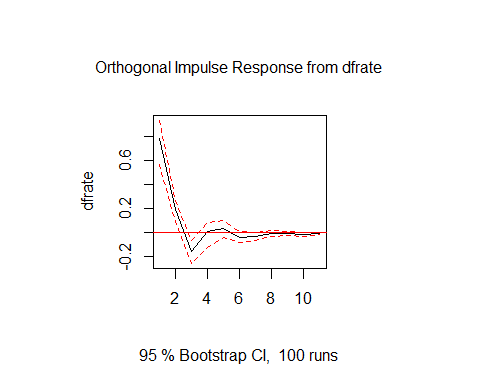 Orthogonal Impulse Response from dfrate
dfrate
0.6
0.2
-0.2
2 4 6 8 10
95 % Bootstrap CI, 100 runs